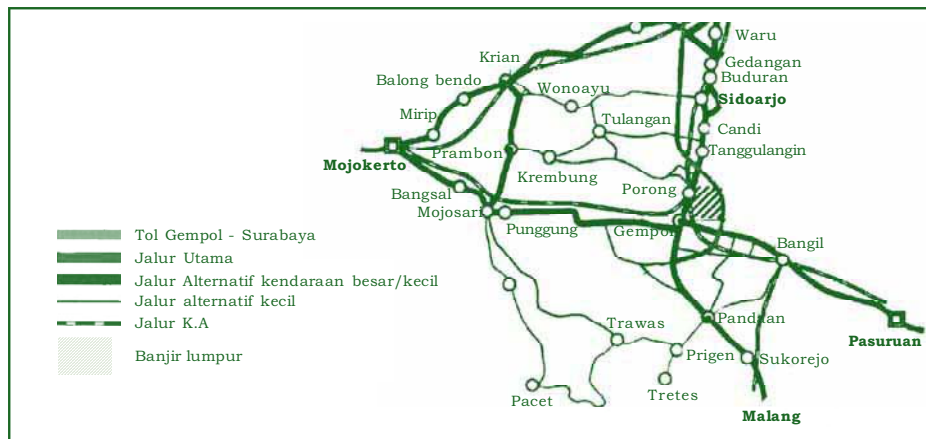 Waru
Krian
Gedangan
Balong bendo
Buduran
Wonoayu
Sidoarjo
Mirip
Tulangan
Candi
Prambon
Tanggulangin
Mojokerto
Krembung
Bangsal
Porong
Mojosari
Punggung
Gempol
Bangil
Tol Gempol - Surabaya
Jalur Utama
Jalur Alternatif kendaraan besar/kecil
Jalur alternatif kecil
Jalur K.A
Banjir lumpur
Trawas
Pandaan
Pasuruan
Prigen
Sukorejo
Pacet
Tretes
Malang